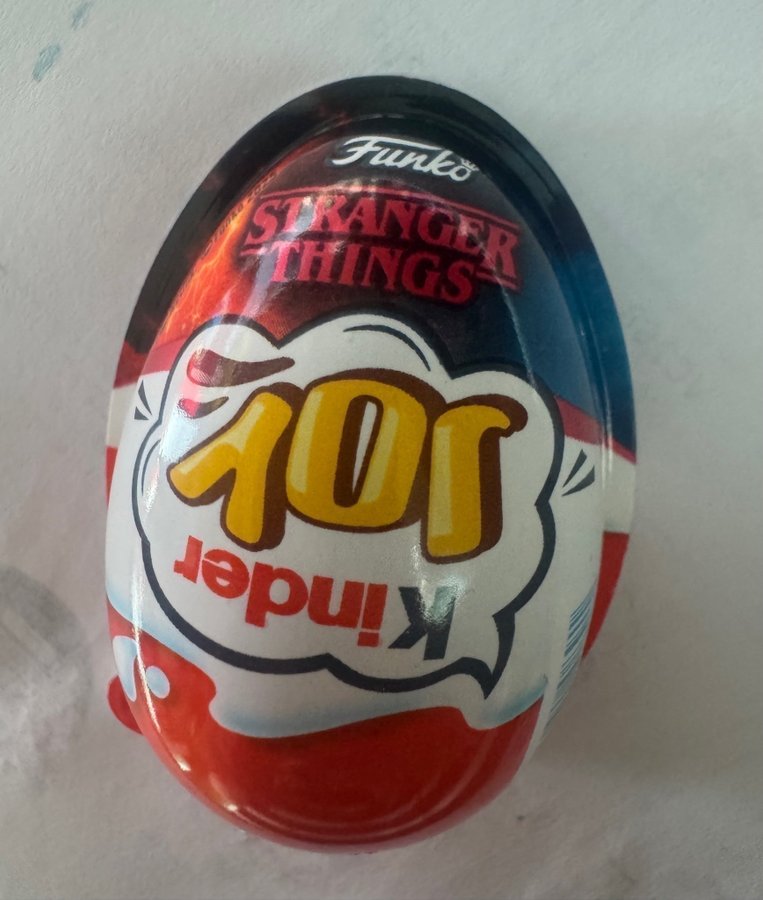 Funko
STRANGER
THINGS
Kinder
JOY